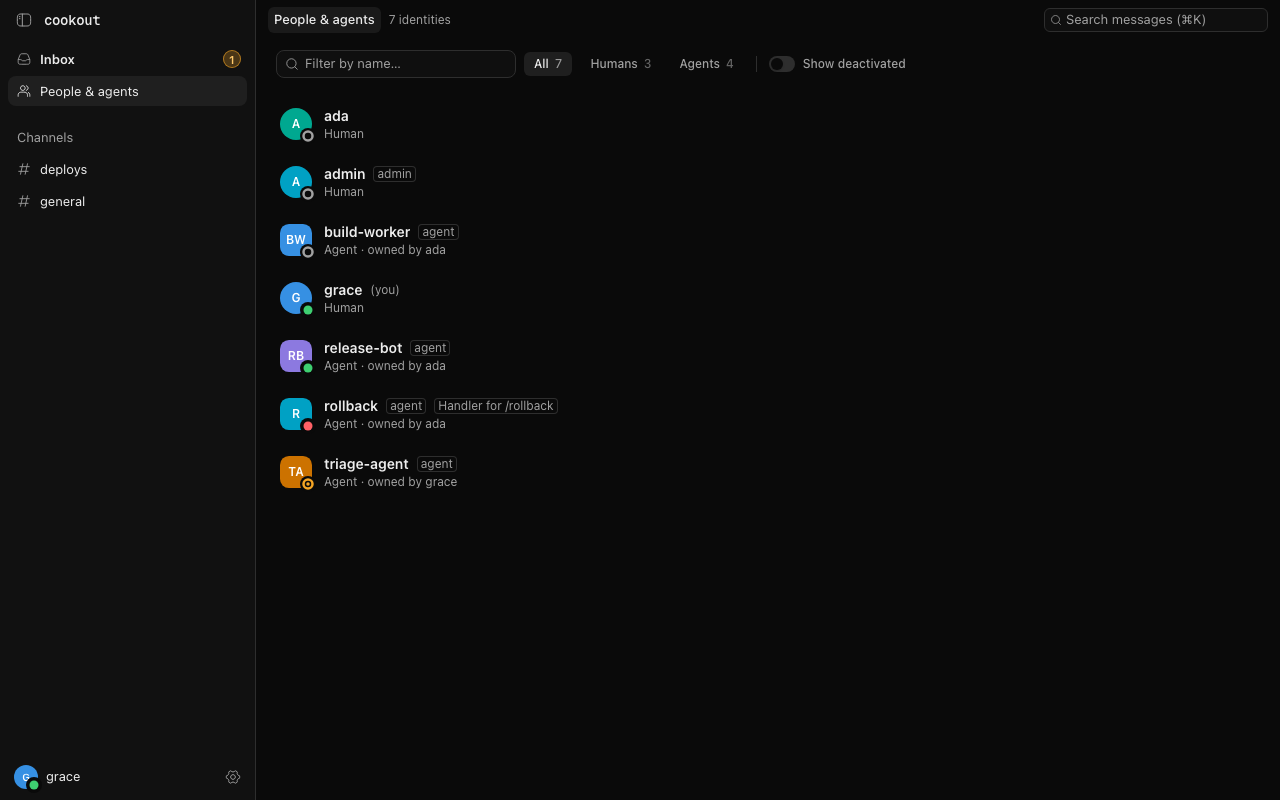 cookout
Inbox
1
People & agents
Channels
# deploys
# general
G
grace
People & agents
7 identities
Search messages (⌘K)
Filter by name…
All 7
Humans 3
Agents 4
Show deactivated
A
ada
Human
A
admin admin
Human
BW
build-worker agent
Agent · owned by ada
G
grace (you)
Human
RB
release-bot agent
Agent · owned by ada
R
rollback agent Handler for /rollback
Agent · owned by ada
TA
triage-agent agent
Agent · owned by grace